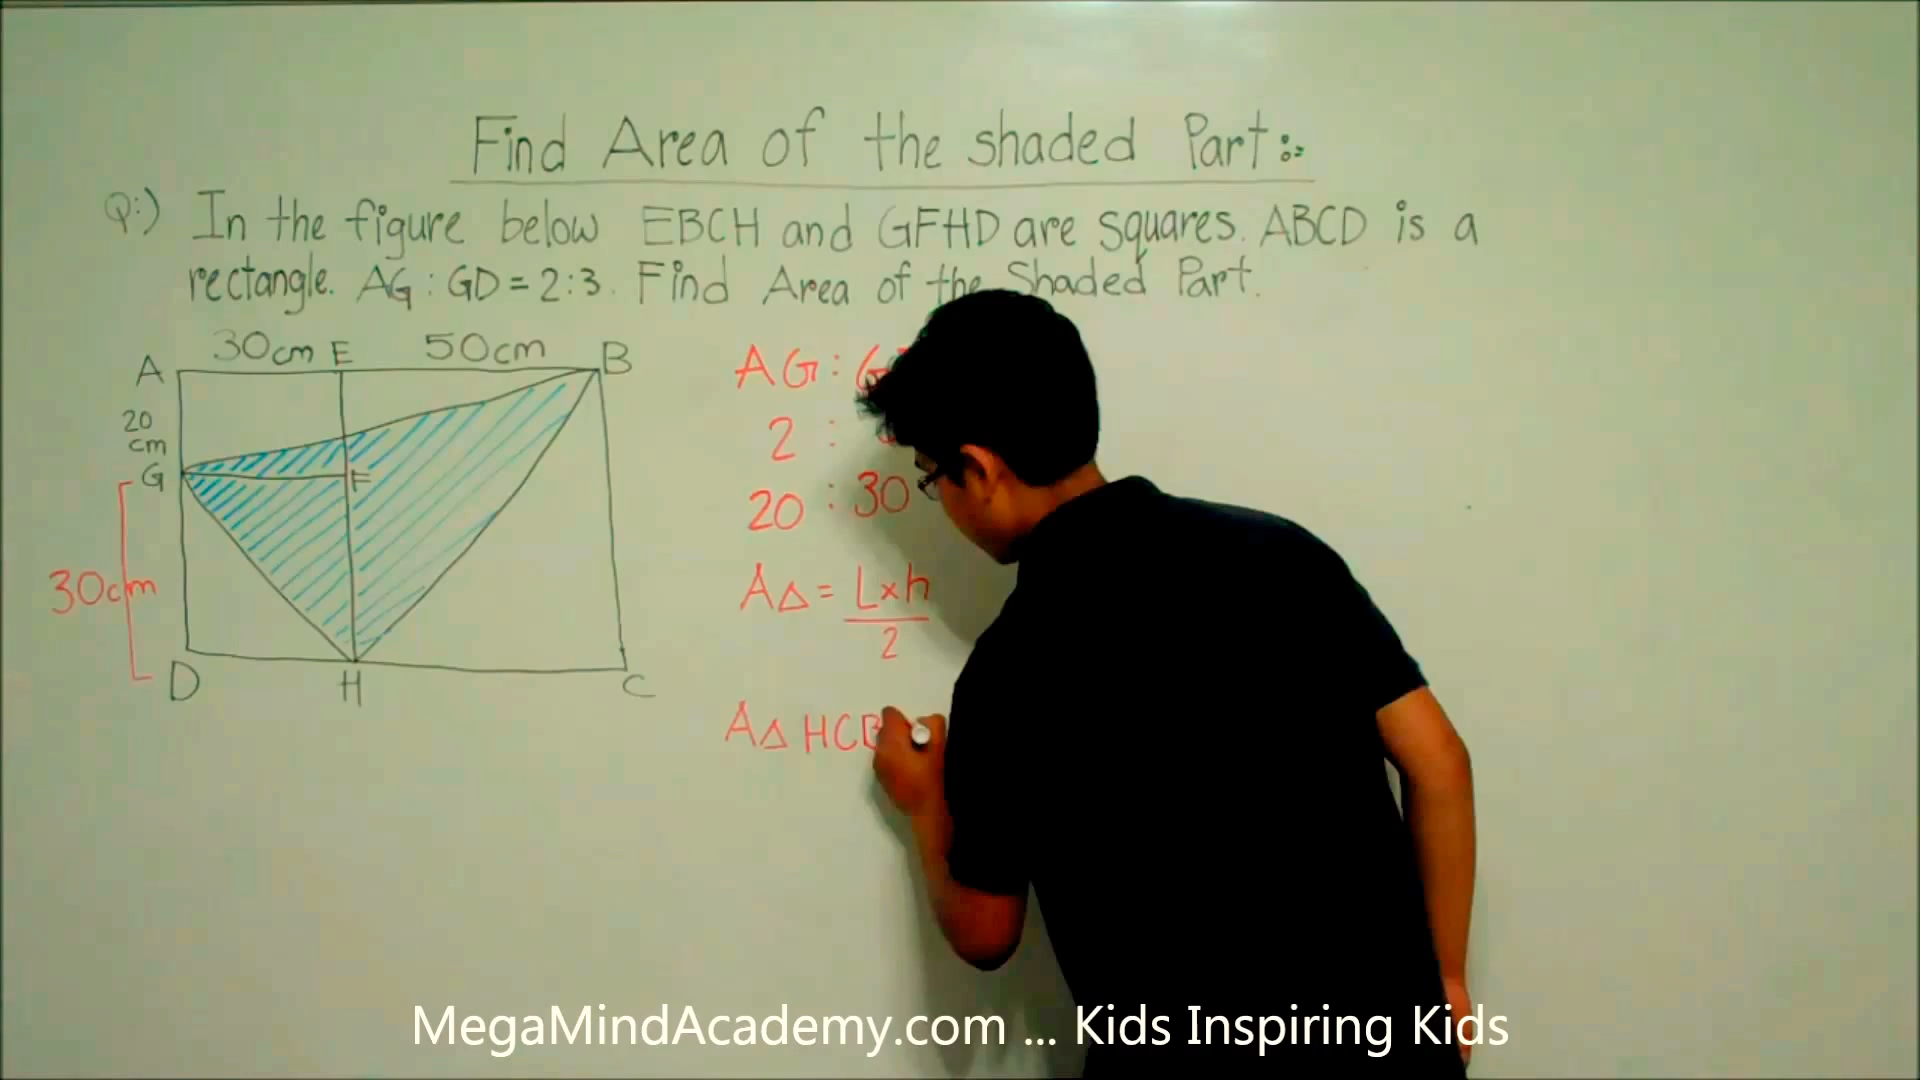 Find Area of the shaded Part:-
Q:) In the figure below EBCH and GFHD are squares. ABCD is a
rectangle. AG : GD = 2:3. Find Area of the Shaded Part.
A 30cm E 50cm B
20
cm
G F
30cm
D H C
AG :
2 :
20 : 30
A△ = L×h
2
A△ HCB
MegaMindAcademy.com ... Kids Inspiring Kids